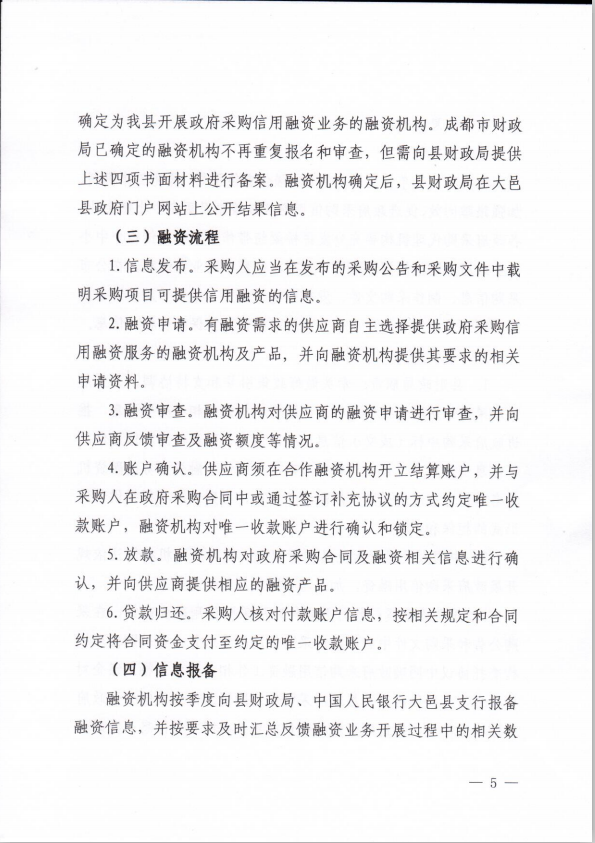 确定为我县开展政府采购信用融资业务的融资机构。成都市财政
局已确定的融资机构不再重复报名和审查，但需向县财政局提供
上述四项书面材料进行备案。融资机构确定后，县财政局在大邑
县政府门户网站上公开结果信息。
（三）融资流程
1.信息发布。采购人应当在发布的采购公告和采购文件中载
明采购项目可提供信用融资的信息。
2.融资申请。有融资需求的供应商自主选择提供政府采购信
用融资服务的融资机构及产品，并向融资机构提供其要求的相关
申请资料。
3.融资审查。融资机构对供应商的融资申请进行审查，并向
供应商反馈审查及融资额度等情况。
4.账户确认。供应商须在合作融资机构开立结算账户，并与
采购人在政府采购合同中或通过签订补充协议的方式约定唯一收
款账户，融资机构对唯一收款账户进行确认和锁定。
5.放款。融资机构对政府采购合同及融资相关信息进行确
认，并向供应商提供相应的融资产品。
6.贷款归还。采购人核对付款账户信息，按相关规定和合同
约定将合同资金支付至约定的唯一收款账户。
（四）信息报备
融资机构按季度向县财政局、中国人民银行大邑县支行报备
融资信息，并按要求及时汇总反馈融资业务开展过程中的相关数
— 5 —